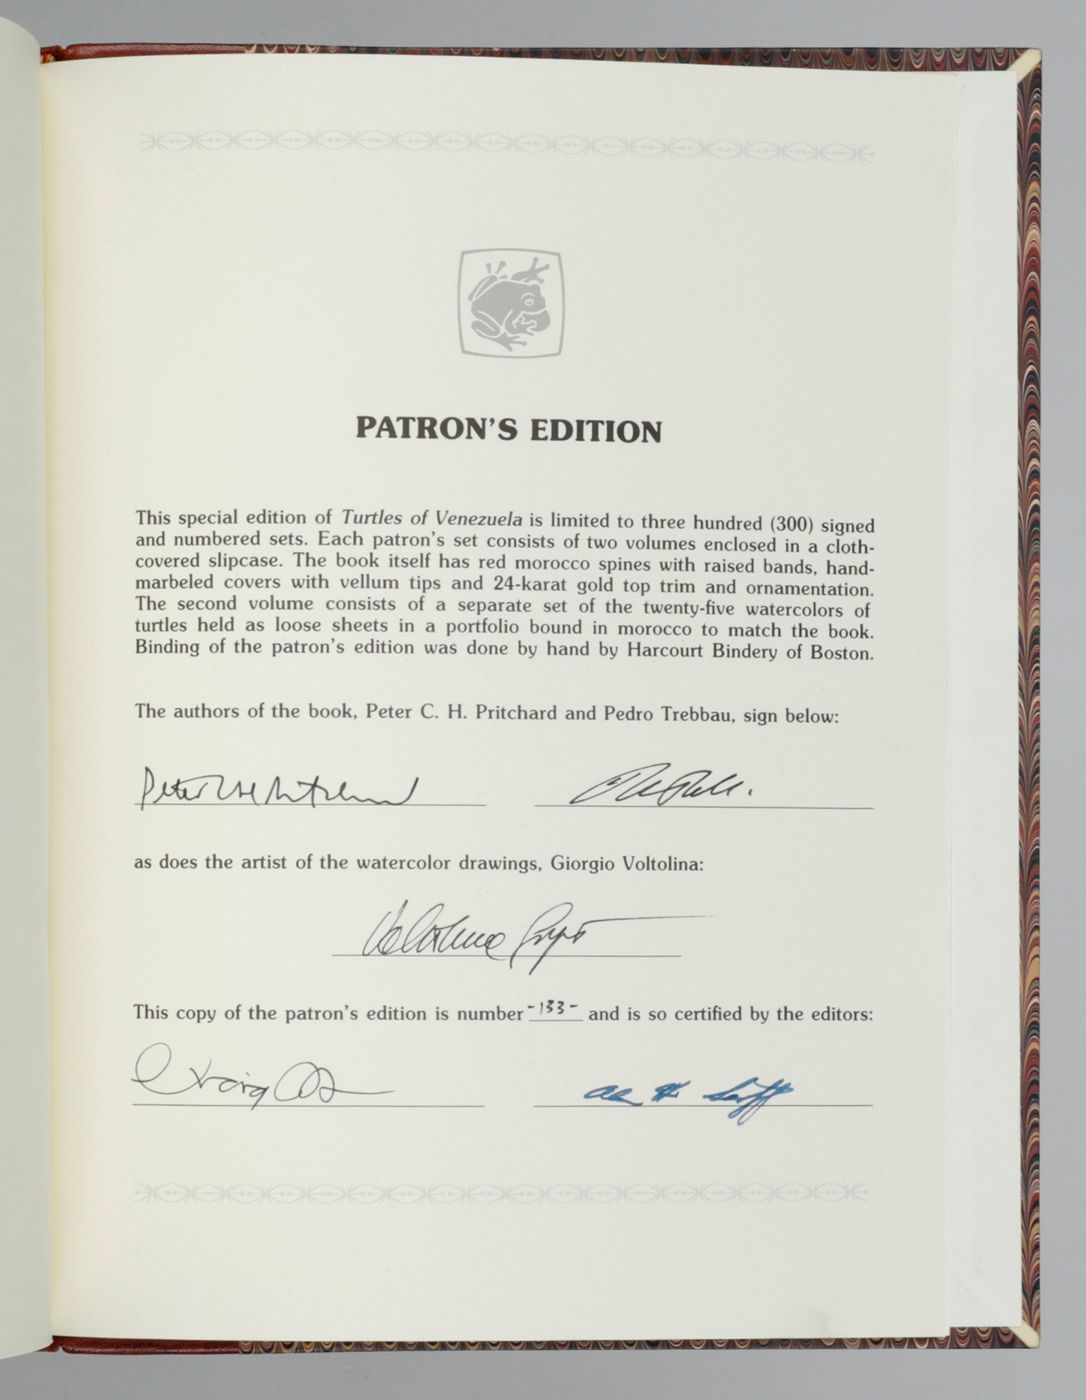 PATRON'S EDITION
This special edition of Turtles of Venezuela is limited to three hundred (300) signed
and numbered sets. Each patron's set consists of two volumes enclosed in a cloth-
covered slipcase. The book itself has red morocco spines with raised bands, hand-
marbeled covers with vellum tips and 24-karat gold top trim and ornamentation.
The second volume consists of a separate set of the twenty-five watercolors of
turtles held as loose sheets in a portfolio bound in morocco to match the book.
Binding of the patron's edition was done by hand by Harcourt Bindery of Boston.
The authors of the book, Peter C. H. Pritchard and Pedro Trebbau, sign below:
Peter C H Pritchard
as does the artist of the watercolor drawings, Giorgio Voltolina:
Voltolina
This copy of the patron's edition is number -133- and is so certified by the editors: